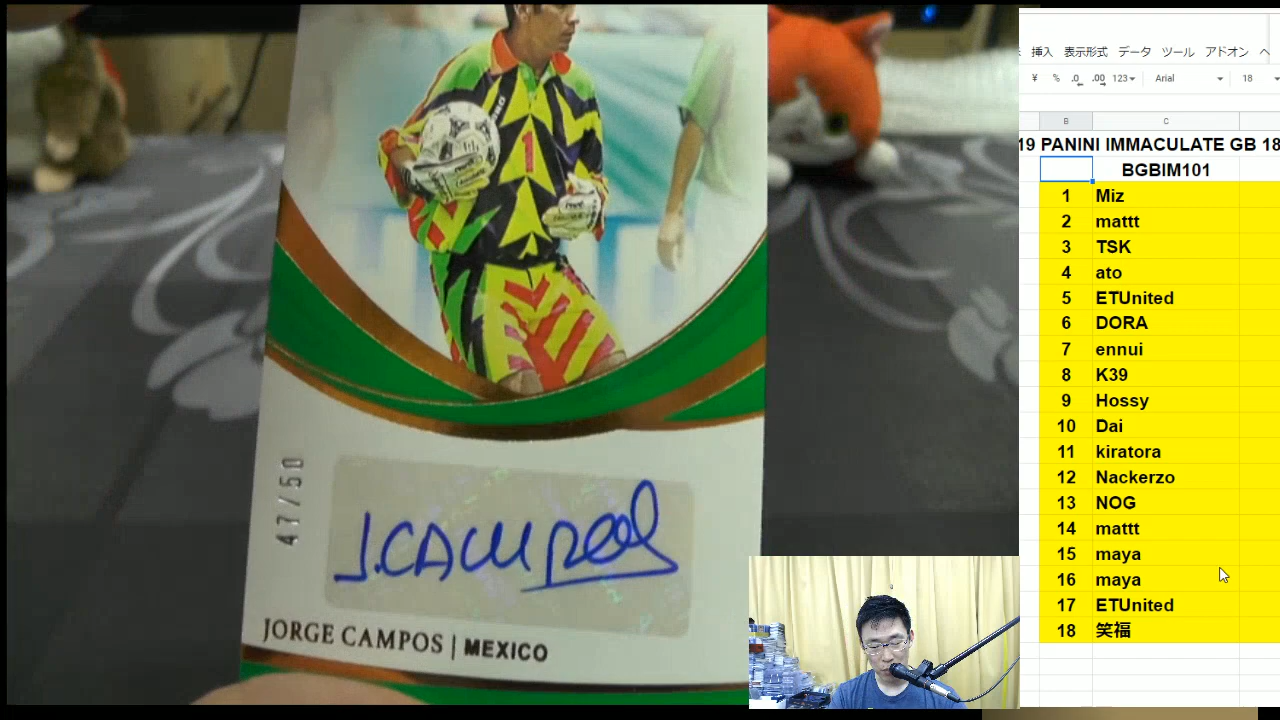 1
47/50
J.CAMPOS
JORGE CAMPOS | MEXICO
挿入 表示形式 データ ツール アドオン
¥ % .0 .00 123 Arial 18
B C
19 PANINI IMMACULATE GB 18
BGBIM101
1 Miz
2 mattt
3 TSK
4 ato
5 ETUnited
6 DORA
7 ennui
8 K39
9 Hossy
10 Dai
11 kiratora
12 Nackerzo
13 NOG
14 mattt
15 maya
16 maya
17 ETUnited
18 笑福